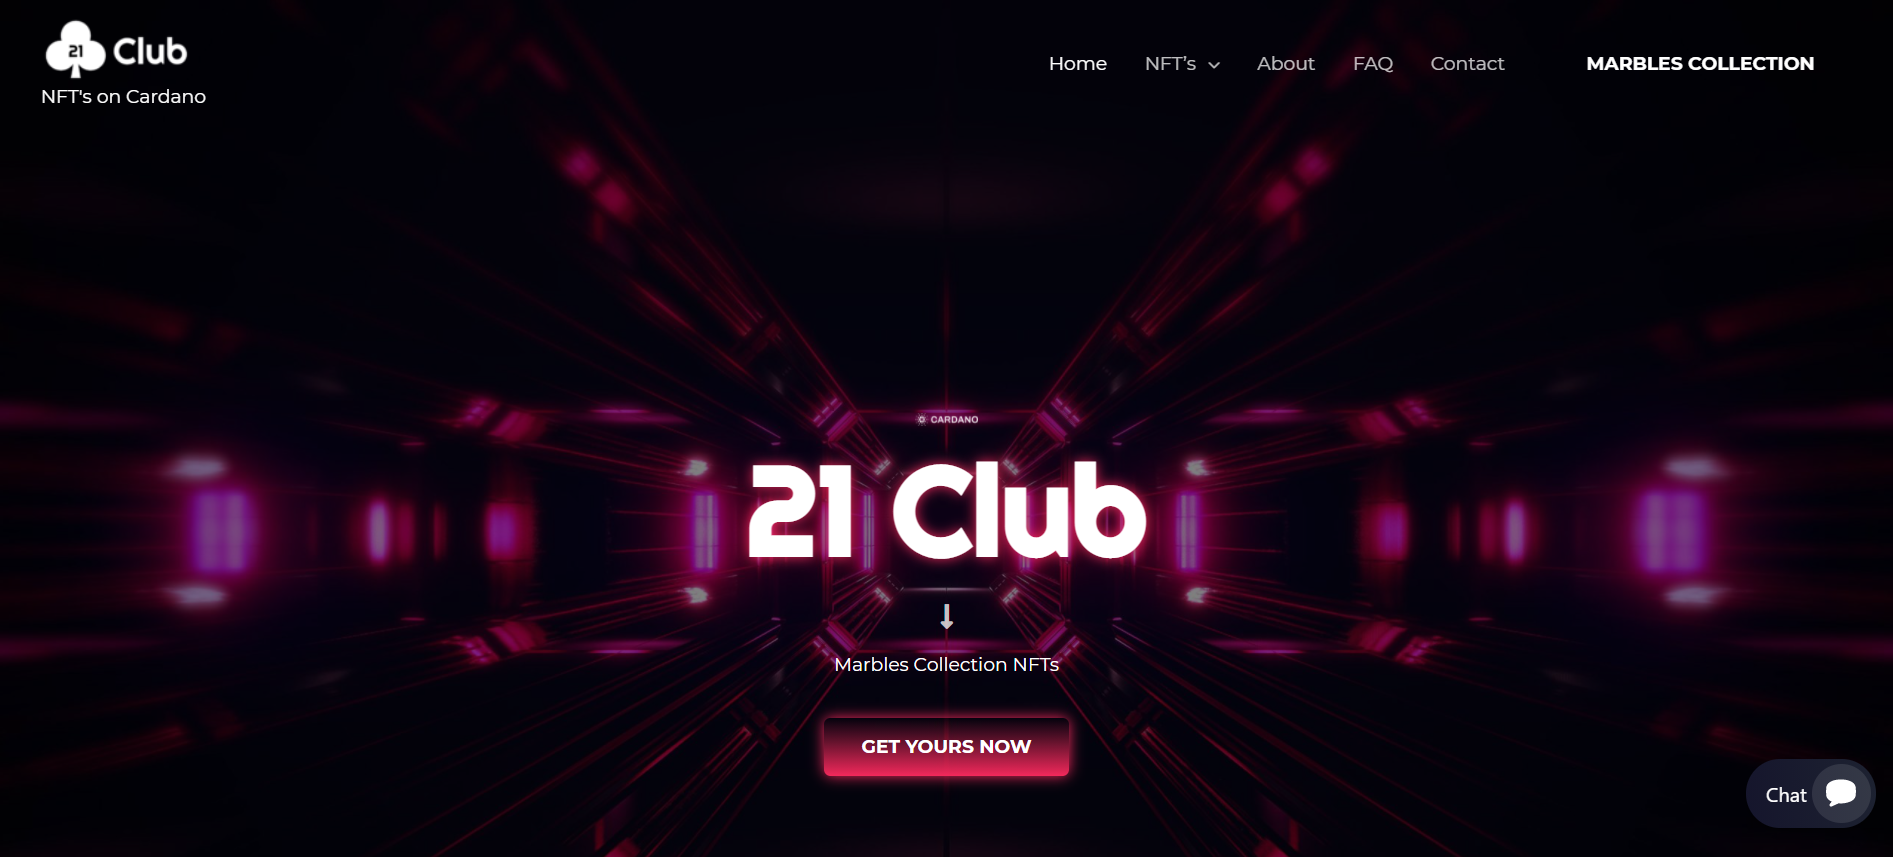 21 Club
NFT's on Cardano
Home NFT’s About FAQ Contact MARBLES COLLECTION
CARDANO
21 Club
Marbles Collection NFTs
GET YOURS NOW
Chat